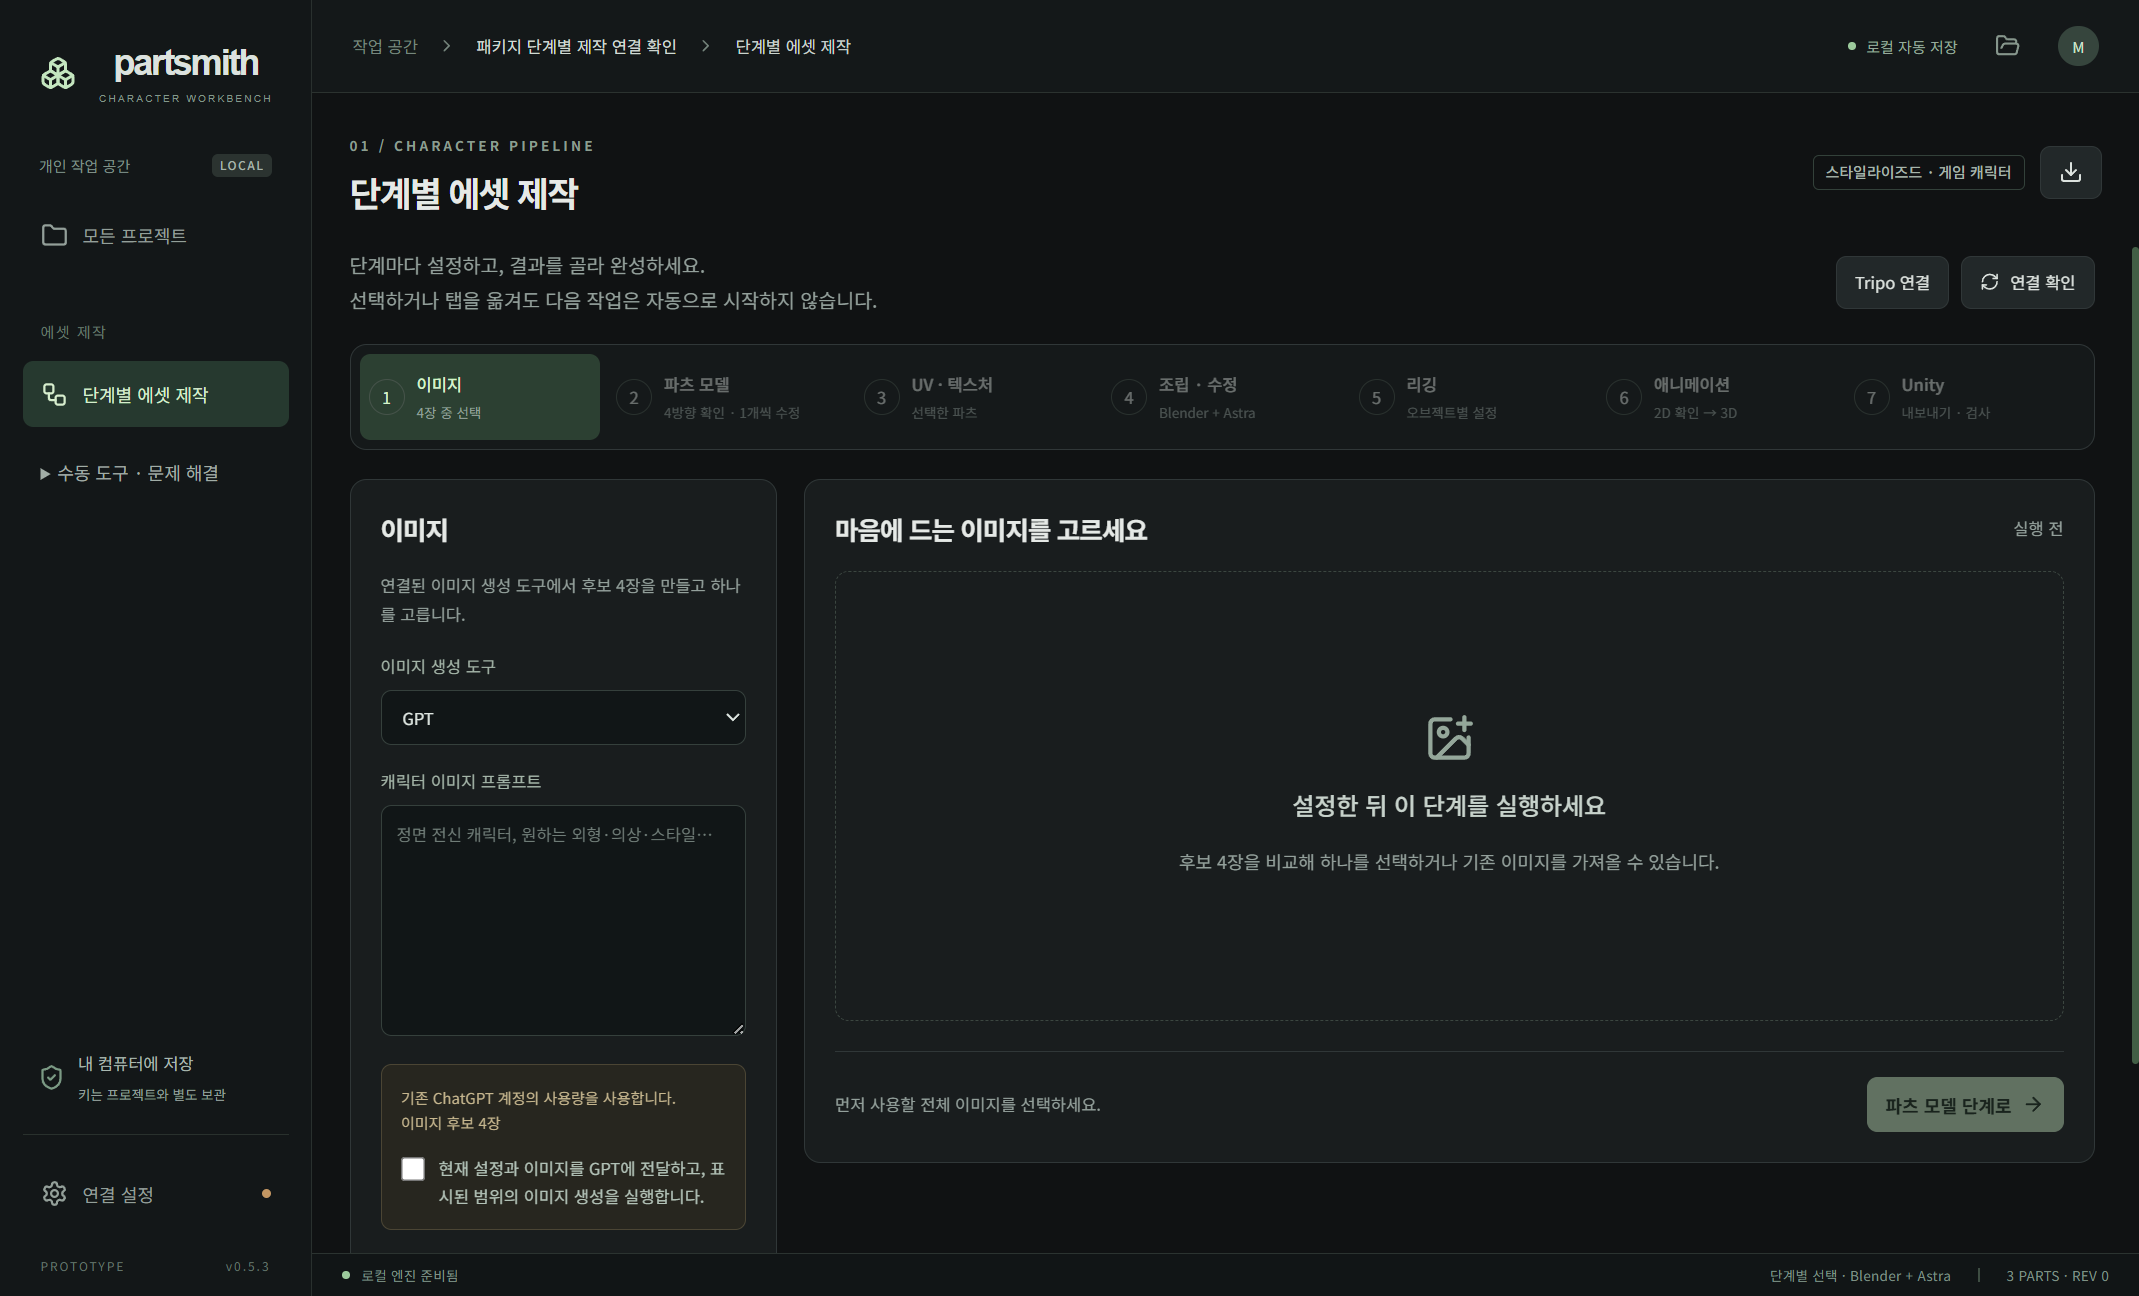 partsmith
CHARACTER WORKBENCH
개인 작업 공간
LOCAL
모든 프로젝트
에셋 제작
단계별 에셋 제작
수동 도구 · 문제 해결
내 컴퓨터에 저장
키는 프로젝트와 별도 보관
연결 설정
PROTOTYPE
v0.5.3
작업 공간
패키지 단계별 제작 연결 확인
단계별 에셋 제작
로컬 자동 저장
M
01 / CHARACTER PIPELINE
단계별 에셋 제작
스타일라이즈드 · 게임 캐릭터
단계마다 설정하고, 결과를 골라 완성하세요.
선택하거나 탭을 옮겨도 다음 작업은 자동으로 시작하지 않습니다.
Tripo 연결
연결 확인
1
이미지
4장 중 선택
2
파츠 모델
4방향 확인 · 1개씩 수정
3
UV · 텍스처
선택한 파츠
4
조립 · 수정
Blender + Astra
5
리깅
오브젝트별 설정
6
애니메이션
2D 확인 → 3D
7
Unity
내보내기 · 검사
이미지
연결된 이미지 생성 도구에서 후보 4장을 만들고 하나
를 고릅니다.
이미지 생성 도구
GPT
캐릭터 이미지 프롬프트
정면 전신 캐릭터, 원하는 외형·의상·스타일…
기존 ChatGPT 계정의 사용량을 사용합니다.
이미지 후보 4장
현재 설정과 이미지를 GPT에 전달하고, 표
시된 범위의 이미지 생성을 실행합니다.
마음에 드는 이미지를 고르세요
실행 전
설정한 뒤 이 단계를 실행하세요
후보 4장을 비교해 하나를 선택하거나 기존 이미지를 가져올 수 있습니다.
먼저 사용할 전체 이미지를 선택하세요.
파츠 모델 단계로
로컬 엔진 준비됨
단계별 선택 · Blender + Astra
3 PARTS · REV 0